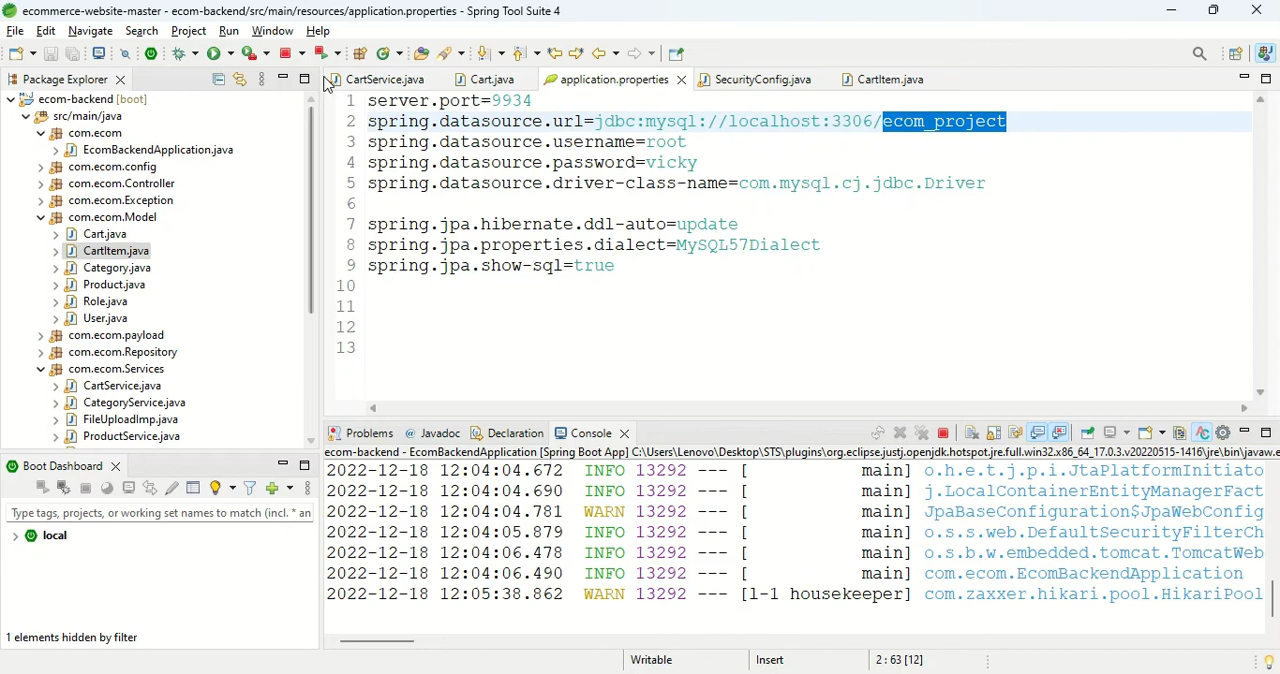 ecommerce-website-master - ecom-backend/src/main/resources/application.properties - Spring Tool Suite 4
File Edit Navigate Search Project Run Window Help
Package Explorer
CartService.java Cart.java application.properties SecurityConfig.java CartItem.java
ecom-backend [boot]
src/main/java
com.ecom
EcomBackendApplication.java
com.ecom.config
com.ecom.Controller
com.ecom.Exception
com.ecom.Model
Cart.java
CartItem.java
Category.java
Product.java
Role.java
User.java
com.ecom.payload
com.ecom.Repository
com.ecom.Services
CartService.java
CategoryService.java
FileUploadImp.java
ProductService.java
1 server.port=9934
2 spring.datasource.url=jdbc:mysql://localhost:3306/ecom_project
3 spring.datasource.username=root
4 spring.datasource.password=vicky
5 spring.datasource.driver-class-name=com.mysql.cj.jdbc.Driver
6
7 spring.jpa.hibernate.ddl-auto=update
8 spring.jpa.properties.dialect=MySQL57Dialect
9 spring.jpa.show-sql=true
10
11
12
13
Boot Dashboard
Type tags, projects, or working set names to match (incl. * an
local
1 elements hidden by filter
Problems Javadoc Declaration Console
ecom-backend - EcomBackendApplication [Spring Boot App] C:\Users\Lenovo\Desktop\STS\plugins\org.eclipse.justj.openjdk.hotspot.jre.full.win32.x86_64_17.0.3.v20220515-1416\jre\bin\javaw.e
2022-12-18 12:04:04.672 INFO 13292 --- [ main] o.h.e.t.j.p.i.JtaPlatformInitiato
2022-12-18 12:04:04.690 INFO 13292 --- [ main] j.LocalContainerEntityManagerFact
2022-12-18 12:04:04.781 WARN 13292 --- [ main] JpaBaseConfiguration$JpaWebConfig
2022-12-18 12:04:05.879 INFO 13292 --- [ main] o.s.s.web.DefaultSecurityFilterCh
2022-12-18 12:04:06.478 INFO 13292 --- [ main] o.s.b.w.embedded.tomcat.TomcatWeb
2022-12-18 12:04:06.490 INFO 13292 --- [ main] com.ecom.EcomBackendApplication
2022-12-18 12:05:38.862 WARN 13292 --- [l-1 housekeeper] com.zaxxer.hikari.pool.HikariPool
Writable Insert 2 : 63 [12]